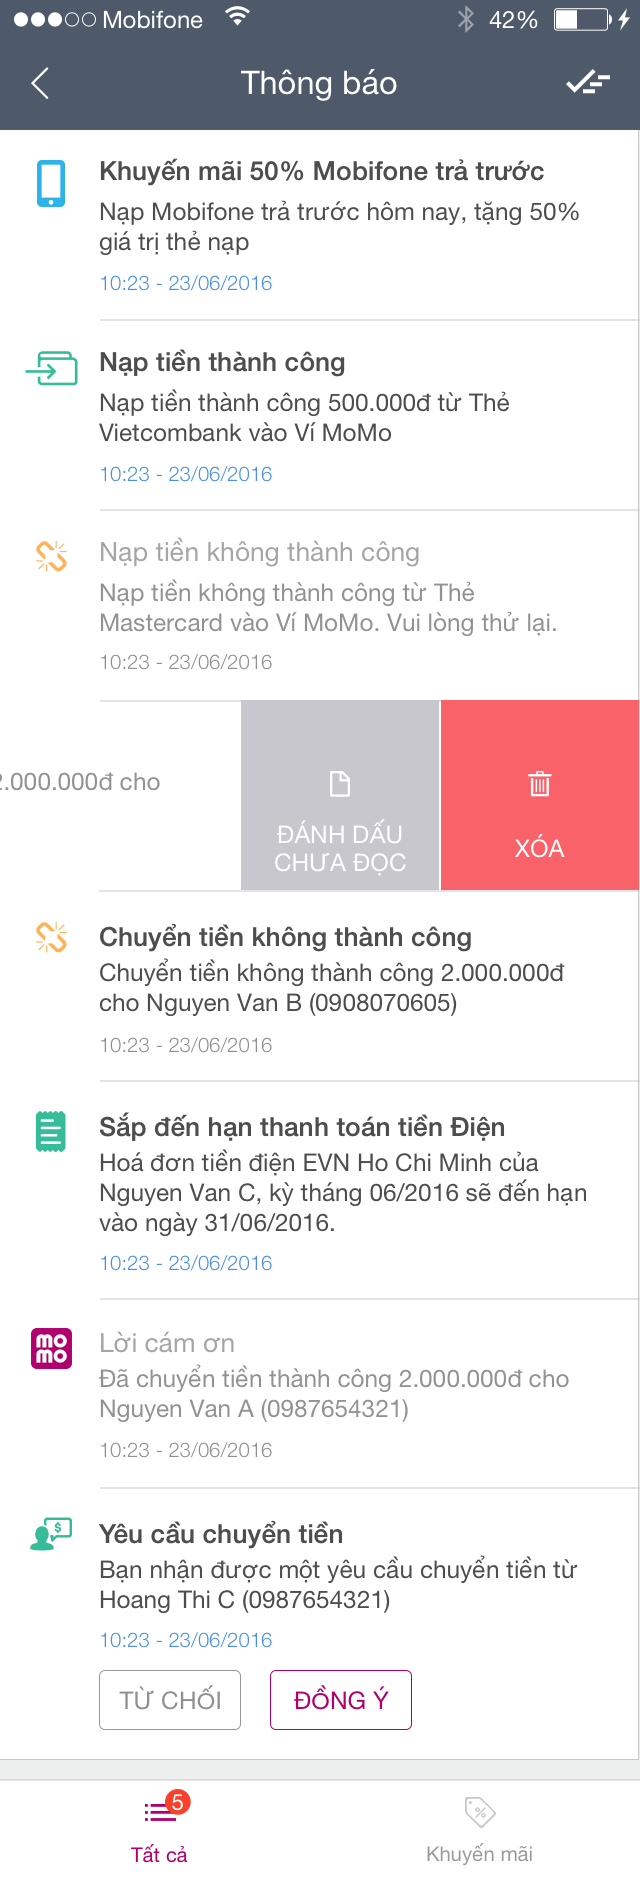 Mobifone
42%
Thông báo
Khuyến mãi 50% Mobifone trả trước
Nạp Mobifone trả trước hôm nay, tặng 50%
giá trị thẻ nạp
10:23 - 23/06/2016
Nạp tiền thành công
Nạp tiền thành công 500.000đ từ Thẻ
Vietcombank vào Ví MoMo
10:23 - 23/06/2016
Nạp tiền không thành công
Nạp tiền không thành công từ Thẻ
Mastercard vào Ví MoMo. Vui lòng thử lại.
10:23 - 23/06/2016
2.000.000đ cho
ĐÁNH DẤU
CHƯA ĐỌC
XÓA
Chuyển tiền không thành công
Chuyển tiền không thành công 2.000.000đ
cho Nguyen Van B (0908070605)
10:23 - 23/06/2016
Sắp đến hạn thanh toán tiền Điện
Hoá đơn tiền điện EVN Ho Chi Minh của
Nguyen Van C, kỳ tháng 06/2016 sẽ đến hạn
vào ngày 31/06/2016.
10:23 - 23/06/2016
mo
mo
Lời cám ơn
Đã chuyển tiền thành công 2.000.000đ cho
Nguyen Van A (0987654321)
10:23 - 23/06/2016
$
Yêu cầu chuyển tiền
Bạn nhận được một yêu cầu chuyển tiền từ
Hoang Thi C (0987654321)
10:23 - 23/06/2016
TỪ CHỐI
ĐỒNG Ý
5
%
Tất cả
Khuyến mãi